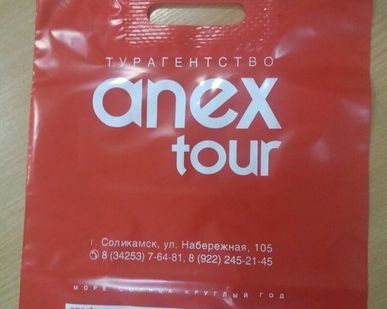 ТУРАГЕНТСТВО
anex
tour
г. Соликамск, ул. Набережная, 105
8 (34253) 7-64-81, 8 (922) 245-21-45
МОРЕ СОЛНЦА КРУГЛЫЙ ГОД